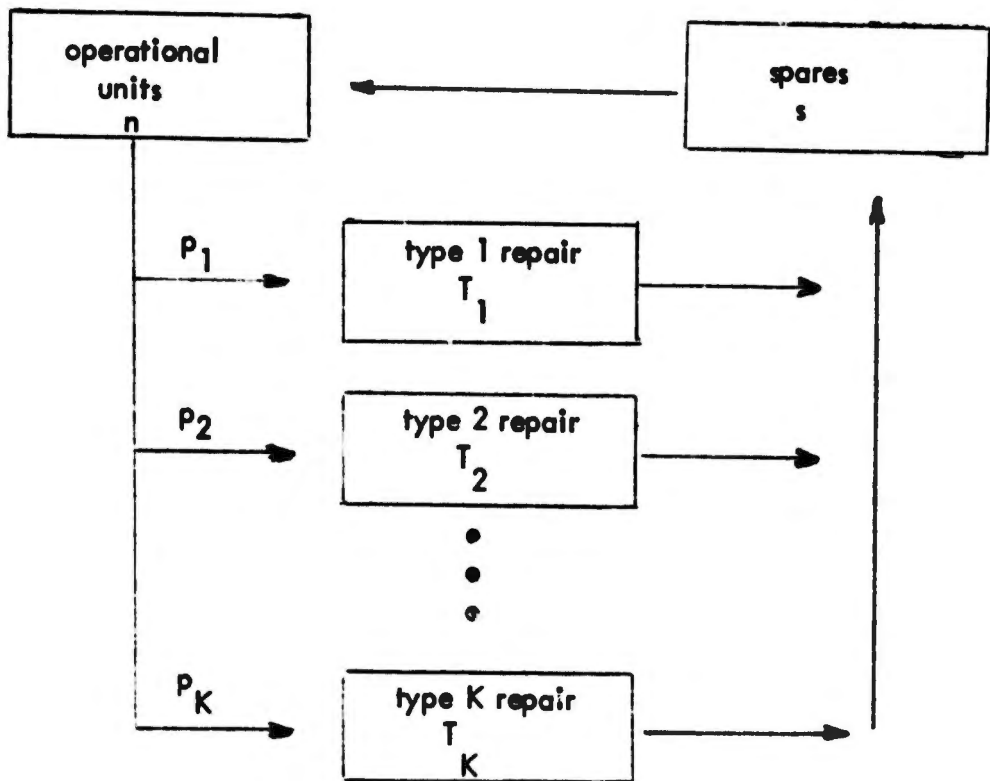 operational
units
n
spares
s
p1
type 1 repair
T1
p2
type 2 repair
T2
pK
type K repair
TK